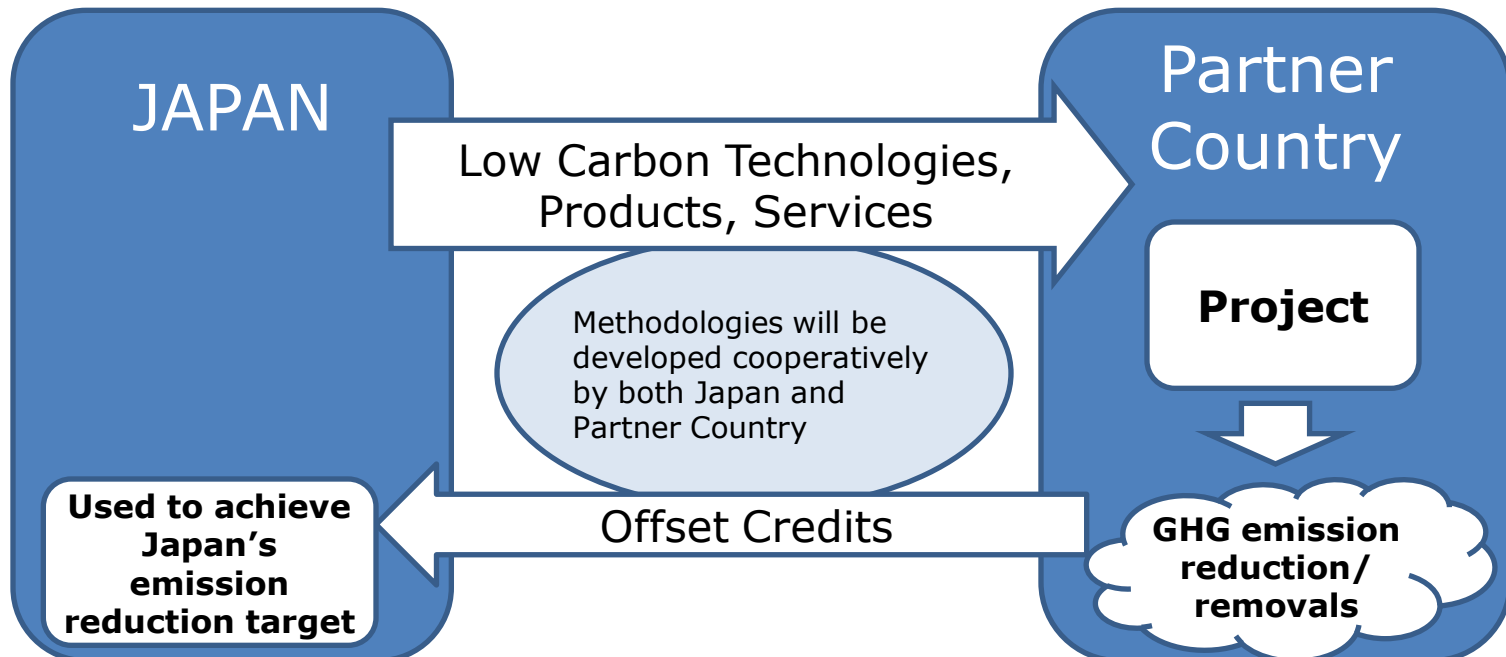 JAPAN
Partner
Country
Low Carbon Technologies,
Products, Services
Project
Methodologies will be
developed cooperatively
by both Japan and
Partner Country
Used to achieve
Japan’s
emission
reduction target
Offset Credits
GHG emission
reduction/
removals